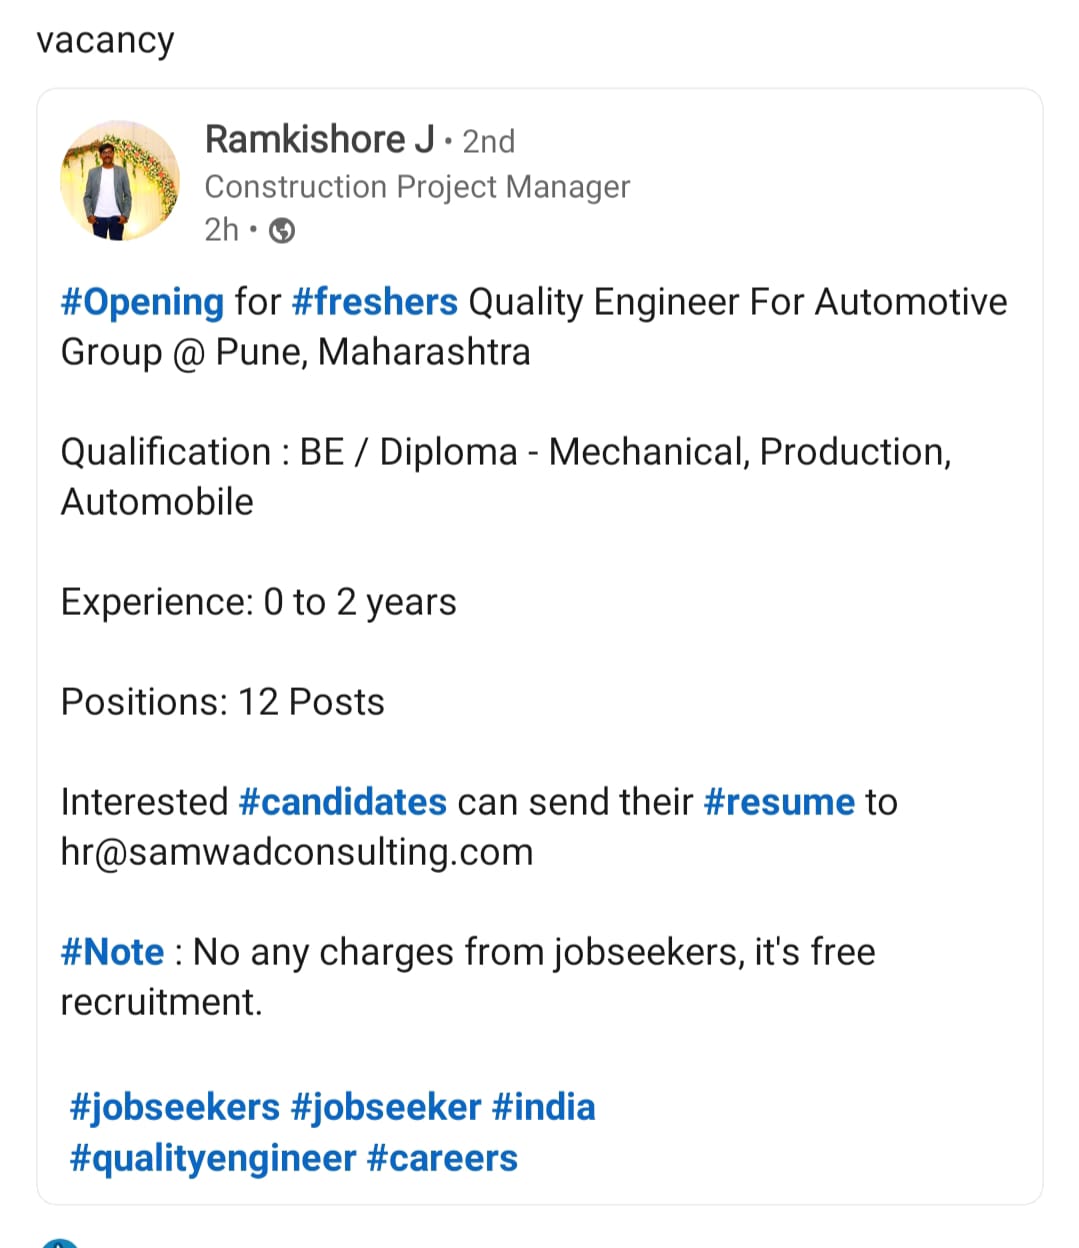 vacancy
Ramkishore J • 2nd
Construction Project Manager
2h •
#Opening for #freshers Quality Engineer For Automotive
Group @ Pune, Maharashtra
Qualification : BE / Diploma - Mechanical, Production,
Automobile
Experience: 0 to 2 years
Positions: 12 Posts
Interested #candidates can send their #resume to
hr@samwadconsulting.com
#Note : No any charges from jobseekers, it's free
recruitment.
#jobseekers #jobseeker #india
#qualityengineer #careers